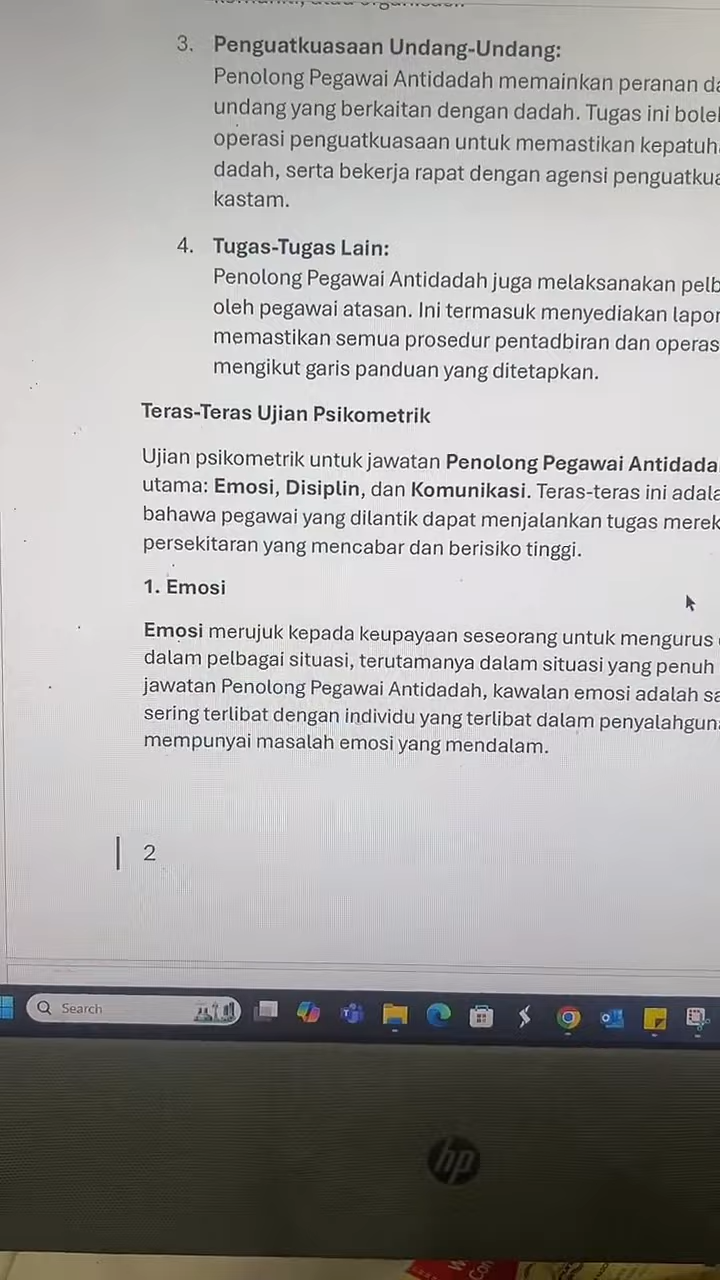 3. Penguatkuasaan Undang-Undang:
Penolong Pegawai Antidadah memainkan peranan da
undang yang berkaitan dengan dadah. Tugas ini bole
operasi penguatkuasaan untuk memastikan kepatuh
dadah, serta bekerja rapat dengan agensi penguatku
kastam.
4. Tugas-Tugas Lain:
Penolong Pegawai Antidadah juga melaksanakan pelb
oleh pegawai atasan. Ini termasuk menyediakan lapor
memastikan semua prosedur pentadbiran dan operas
mengikut garis panduan yang ditetapkan.
Teras-Teras Ujian Psikometrik
Ujian psikometrik untuk jawatan Penolong Pegawai Antidada
utama: Emosi, Disiplin, dan Komunikasi. Teras-teras ini adala
bahawa pegawai yang dilantik dapat menjalankan tugas merek
persekitaran yang mencabar dan berisiko tinggi.
1. Emosi
Emosi merujuk kepada keupayaan seseorang untuk mengurus
dalam pelbagai situasi, terutamanya dalam situasi yang penuh
jawatan Penolong Pegawai Antidadah, kawalan emosi adalah sa
sering terlibat dengan individu yang terlibat dalam penyalahgun
mempunyai masalah emosi yang mendalam.
2
Search
hp